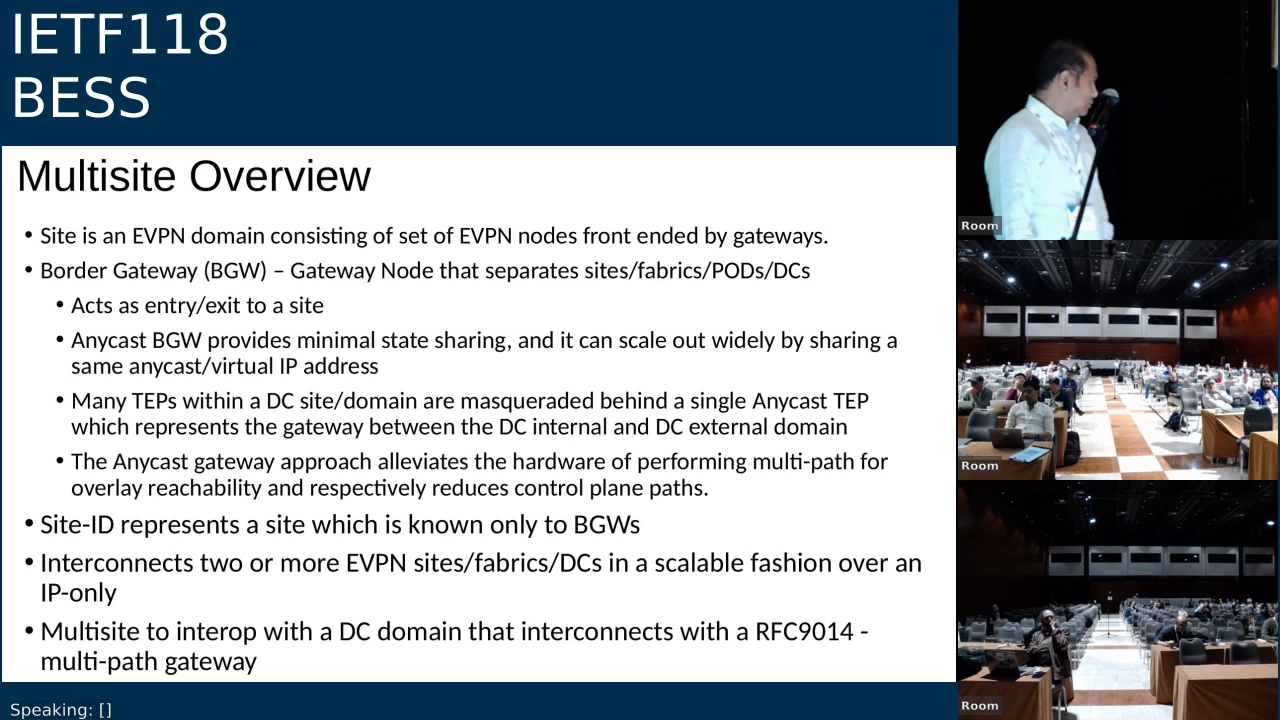 IETF118
BESS
Multisite Overview
• Site is an EVPN domain consisting of set of EVPN nodes front ended by gateways.
• Border Gateway (BGW) – Gateway Node that separates sites/fabrics/PODs/DCs
• Acts as entry/exit to a site
• Anycast BGW provides minimal state sharing, and it can scale out widely by sharing a
same anycast/virtual IP address
• Many TEPs within a DC site/domain are masqueraded behind a single Anycast TEP
which represents the gateway between the DC internal and DC external domain
• The Anycast gateway approach alleviates the hardware of performing multi-path for
overlay reachability and respectively reduces control plane paths.
• Site-ID represents a site which is known only to BGWs
• Interconnects two or more EVPN sites/fabrics/DCs in a scalable fashion over an
IP-only
• Multisite to interop with a DC domain that interconnects with a RFC9014 -
multi-path gateway
Speaking: []
Room
Room
Room